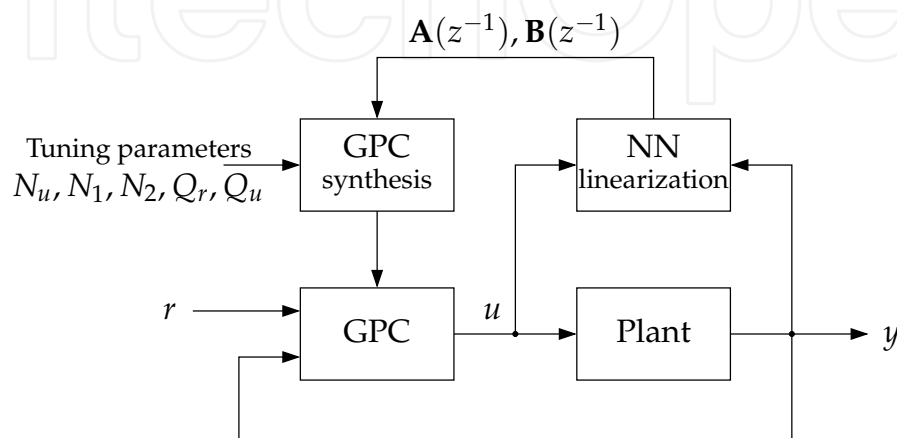 A(z⁻¹), B(z⁻¹)
Tuning parameters
N_u, N_1, N_2, Q_r, Q_u
GPC
synthesis
NN
linearization
r
GPC
u
Plant
y